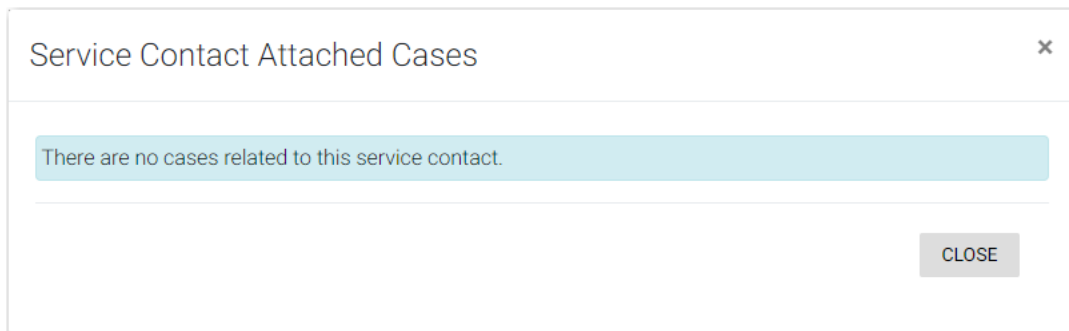 Service Contact Attached Cases
×
There are no cases related to this service contact.
CLOSE